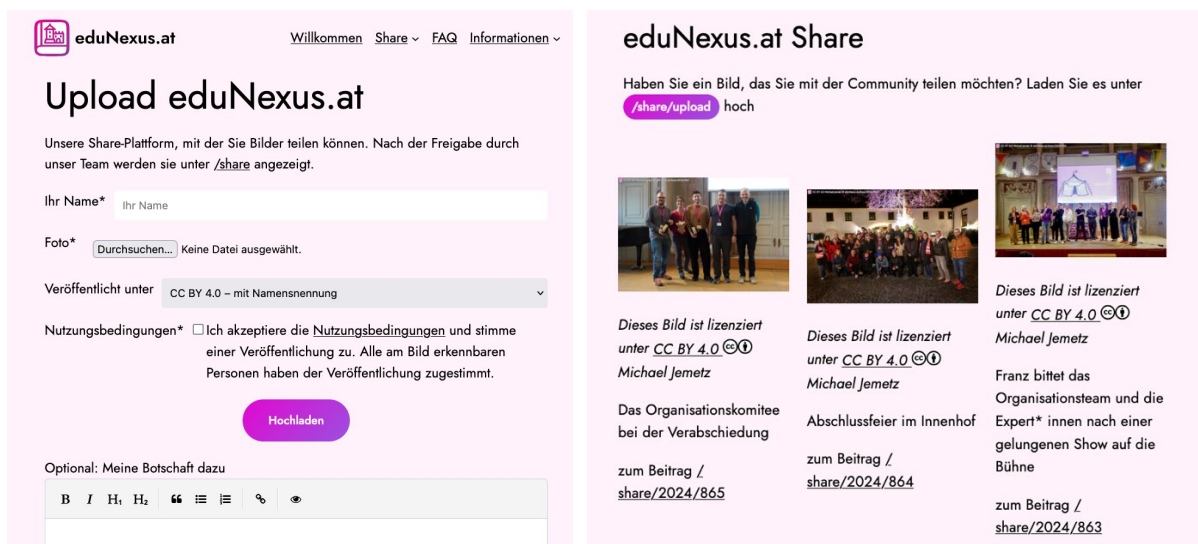 eduNexus.at
Willkommen Share FAQ Informationen
Upload eduNexus.at
Unsere Share-Plattform, mit der Sie Bilder teilen können. Nach der Freigabe durch
unser Team werden sie unter /share angezeigt.
Ihr Name*
Ihr Name
Foto*
Durchsuchen... Keine Datei ausgewählt.
Veröffentlicht unter
CC BY 4.0 – mit Namensnennung
Nutzungsbedingungen*
Ich akzeptiere die Nutzungsbedingungen und stimme
einer Veröffentlichung zu. Alle am Bild erkennbaren
Personen haben der Veröffentlichung zugestimmt.
Hochladen
Optional: Meine Botschaft dazu
B I H₁ H₂
eduNexus.at Share
Haben Sie ein Bild, das Sie mit der Community teilen möchten? Laden Sie es unter
/share/upload hoch
Dieses Bild ist lizenziert
unter CC BY 4.0
Michael Jemetz
Das Organisationskomitee
bei der Verabschiedung
zum Beitrag /
share/2024/865
Dieses Bild ist lizenziert
unter CC BY 4.0
Michael Jemetz
Abschlussfeier im Innenhof
zum Beitrag /
share/2024/864
Dieses Bild ist lizenziert
unter CC BY 4.0
Michael Jemetz
Franz bittet das
Organisationsteam und die
Expert* innen nach einer
gelungenen Show auf die
Bühne
zum Beitrag /
share/2024/863